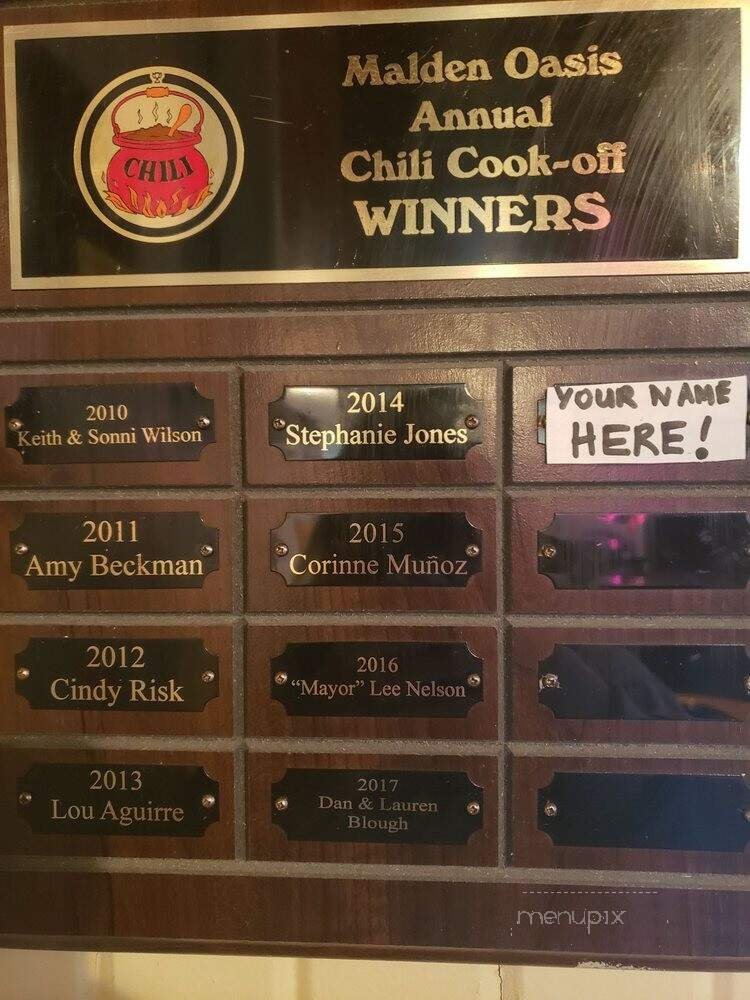 CHILI
Malden Oasis
Annual
Chili Cook-off
WINNERS
2010
Keith & Sonni Wilson
2011
Amy Beckman
2012
Cindy Risk
2013
Lou Aguirre
2014
Stephanie Jones
2015
Corinne Muñoz
2016
"Mayor" Lee Nelson
2017
Dan & Lauren
Blough
YOUR NAME
HERE!
menupix